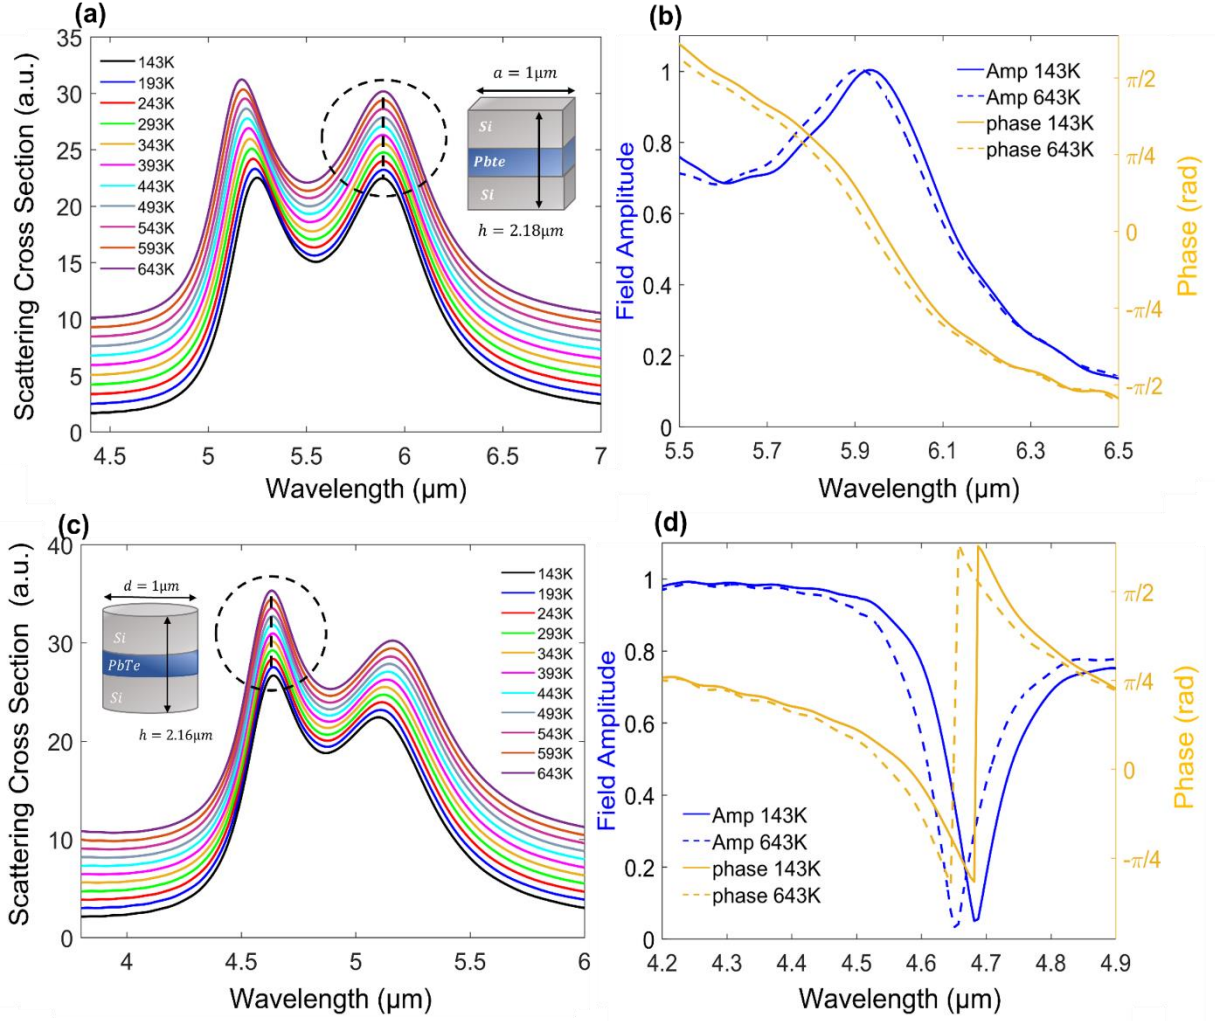 (a)
Scattering Cross Section (a.u.)
35
30
25
20
15
10
5
0
143K
193K
243K
293K
343K
393K
443K
493K
543K
593K
643K
a = 1μm
Si
Pbte
Si
h = 2.18μm
4.5
5
5.5
6
6.5
7
Wavelength (μm)
(b)
Field Amplitude
1
0.8
0.6
0.4
0.2
0
Amp 143K
Amp 643K
phase 143K
phase 643K
π/2
π/4
0
-π/4
-π/2
Phase (rad)
5.5
5.7
5.9
6.1
6.3
6.5
Wavelength (μm)
(c)
Scattering Cross Section (a.u.)
40
30
20
10
0
d = 1μm
Si
PbTe
Si
h = 2.16μm
143K
193K
243K
293K
343K
393K
443K
493K
543K
593K
643K
4
4.5
5
5.5
6
Wavelength (μm)
(d)
Field Amplitude
1
0.8
0.6
0.4
0.2
0
Amp 143K
Amp 643K
phase 143K
phase 643K
π/2
π/4
0
-π/4
Phase (rad)
4.2
4.3
4.4
4.5
4.6
4.7
4.8
4.9
Wavelength (μm)